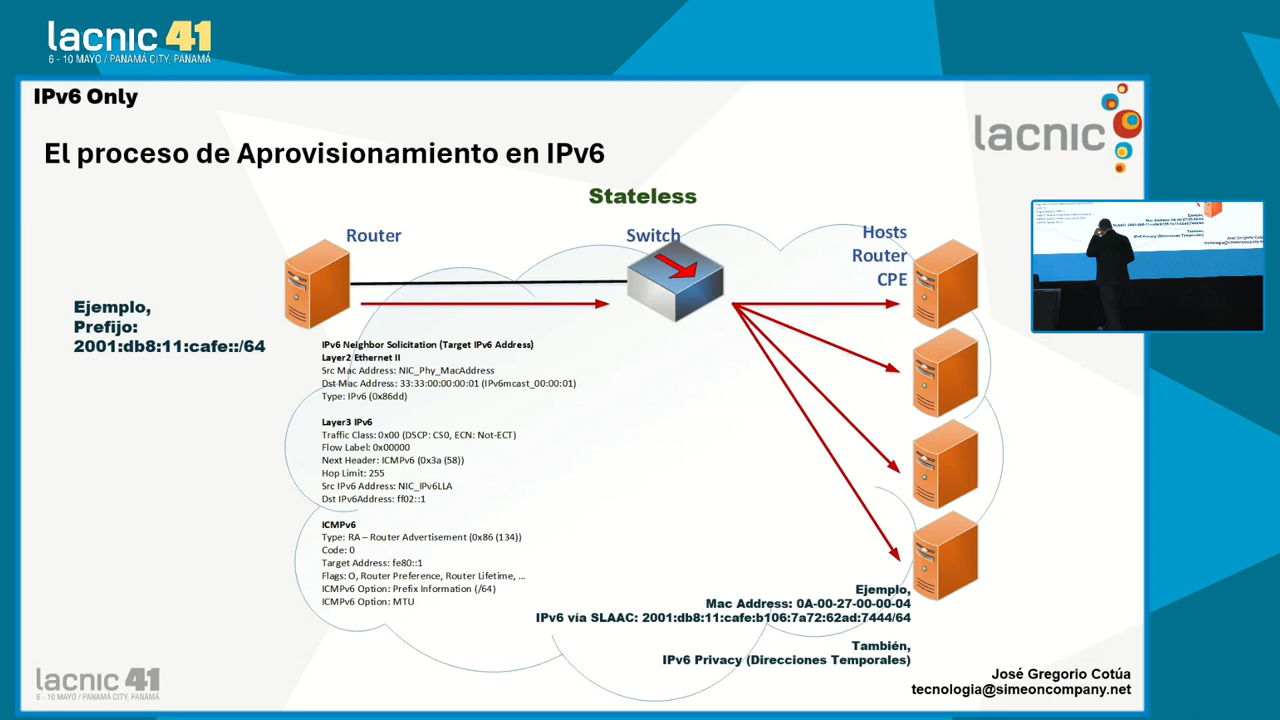 lacnic 41
6 - 10 MAYO / PANAMÁ CITY, PANAMÁ
IPv6 Only
lacnic
El proceso de Aprovisionamiento en IPv6
Stateless
Router
Switch
Hosts
Router
CPE
Ejemplo,
Prefijo:
2001:db8:11:cafe::/64
IPv6 Neighbor Solicitation (Target IPv6 Address)
Layer2 Ethernet II
Src Mac Address: NIC_Phy_MacAddress
Dst Mac Address: 33:33:00:00:00:01 (IPv6mcast_00:00:01)
Type: IPv6 (0x86dd)
Layer3 IPv6
Traffic Class: 0x00 (DSCP: CS0, ECN: Not-ECT)
Flow Label: 0x00000
Next Header: ICMPv6 (0x3a (58))
Hop Limit: 255
Src IPv6 Address: NIC_IPv6LLA
Dst IPv6Address: ff02::1
ICMPv6
Type: RA – Router Advertisement (0x86 (134))
Code: 0
Target Address: fe80::1
Flags: O, Router Preference, Router Lifetime, ...
ICMPv6 Option: Prefix Information (/64)
ICMPv6 Option: MTU
Ejemplo,
Mac Address: 0A-00-27-00-00-04
IPv6 vía SLAAC: 2001:db8:11:cafe:b106:7a72:62ad:7444/64
También,
IPv6 Privacy (Direcciones Temporales)
José Gregorio Cotúa
tecnologia@simeoncompany.net
lacnic 41
6 - 10 MAYO / PANAMÁ CITY, PANAMÁ